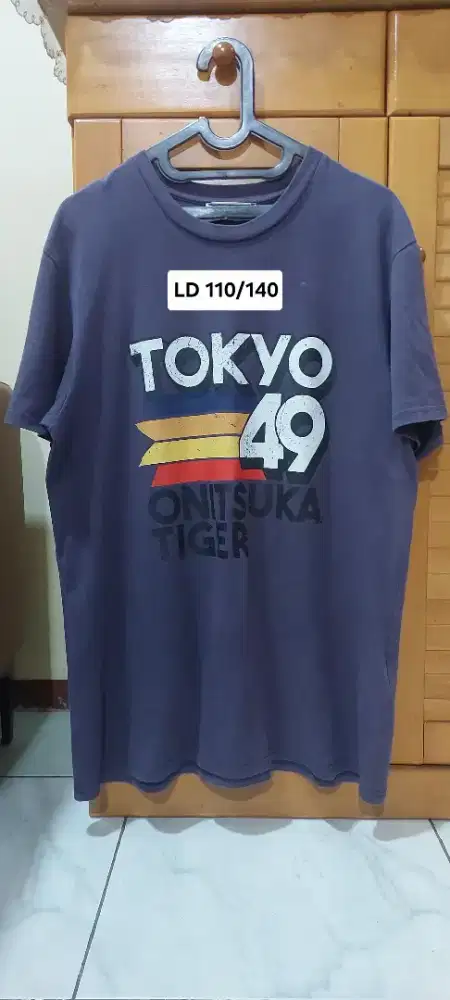 LD 110/140
TOKYO
49
ONITSUKA
TIGER